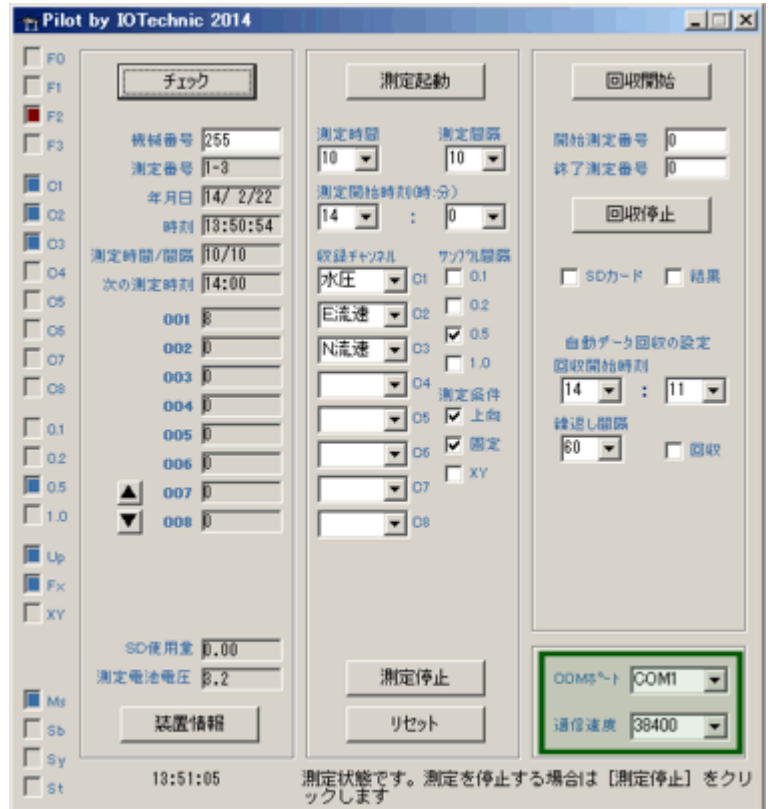 Pilot by IOTechnic 2014
F0
F1
F2
F3
C1
C2
C3
C4
C5
C6
C7
C8
0.1
0.2
0.5
1.0
Up
Fx
XY
Ms
Sb
Sy
St
チェック
機械番号 255
測定番号 1-3
年月日 14/ 2/22
時刻 13:50:54
測定時間/間隔 10/10
次の測定時刻 14:00
001 8
002 0
003 0
004 0
005 0
006 0
007 0
008 0
SD使用量 0.00
測定電池電圧 3.2
装置情報
13:51:05
測定起動
測定時間 測定間隔
10 10
測定開始時刻(時:分)
14 : 0
収録チャンネル サンプル間隔
水圧 C1 0.1
E流速 C2 0.2
N流速 C3 0.5
C4 1.0
測定条件
C5 上向
C6 固定
C7 XY
C8
測定停止
リセット
回収開始
開始測定番号 0
終了測定番号 0
回収停止
SDカード 結果
自動データ回収の設定
回収開始時刻
14 : 11
繰返し間隔
60 回収
COMポート COM1
通信速度 38400
測定状態です。測定を停止する場合は [測定停止] をクリ
ックします